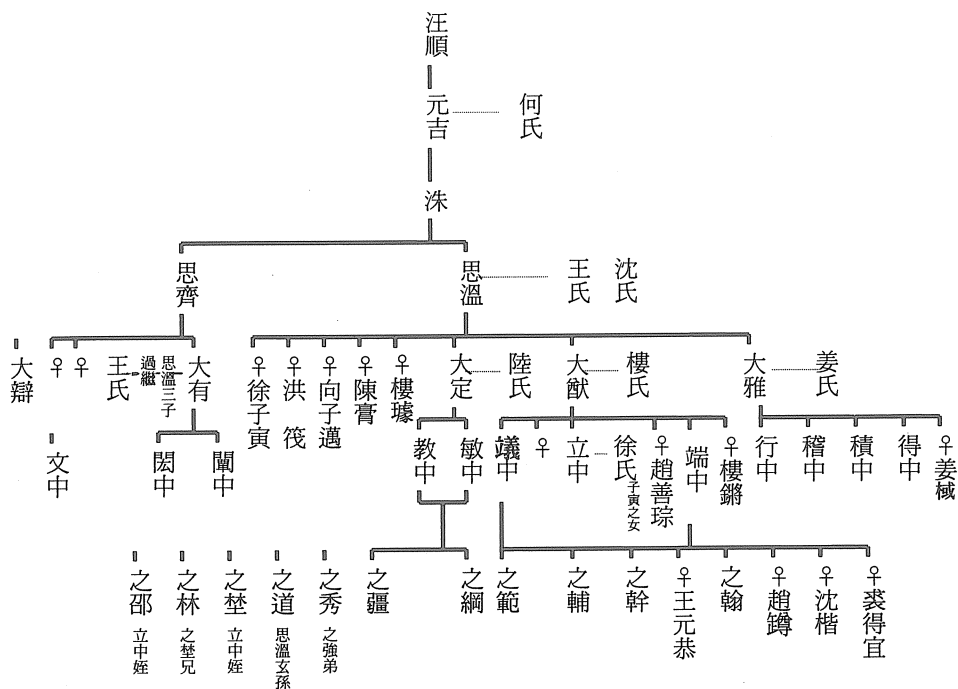 汪順
元吉
何氏
洙
思齊
思溫
王氏
沈氏
大辯
♀
♀
王氏
思溫三子
過繼
大有
♀徐子寅
♀洪筏
♀向子邁
♀陳膏
♀樓璩
大定
陸氏
大猷
樓氏
大雅
姜氏
文中
閎中
闡中
教中
敏中
♀
立中
徐氏子寅之女
♀趙善琮
端中
♀樓鏘
行中
稽中
積中
得中
♀姜棫
之邵 立中姪
之林 之埜兄
之埜 立中姪
之道 思溫玄孫
之秀 之強弟
之疆
之綱
之範
之輔
之幹
♀王元恭
之翰
♀趙鐏
♀沈楷
♀裘得宜